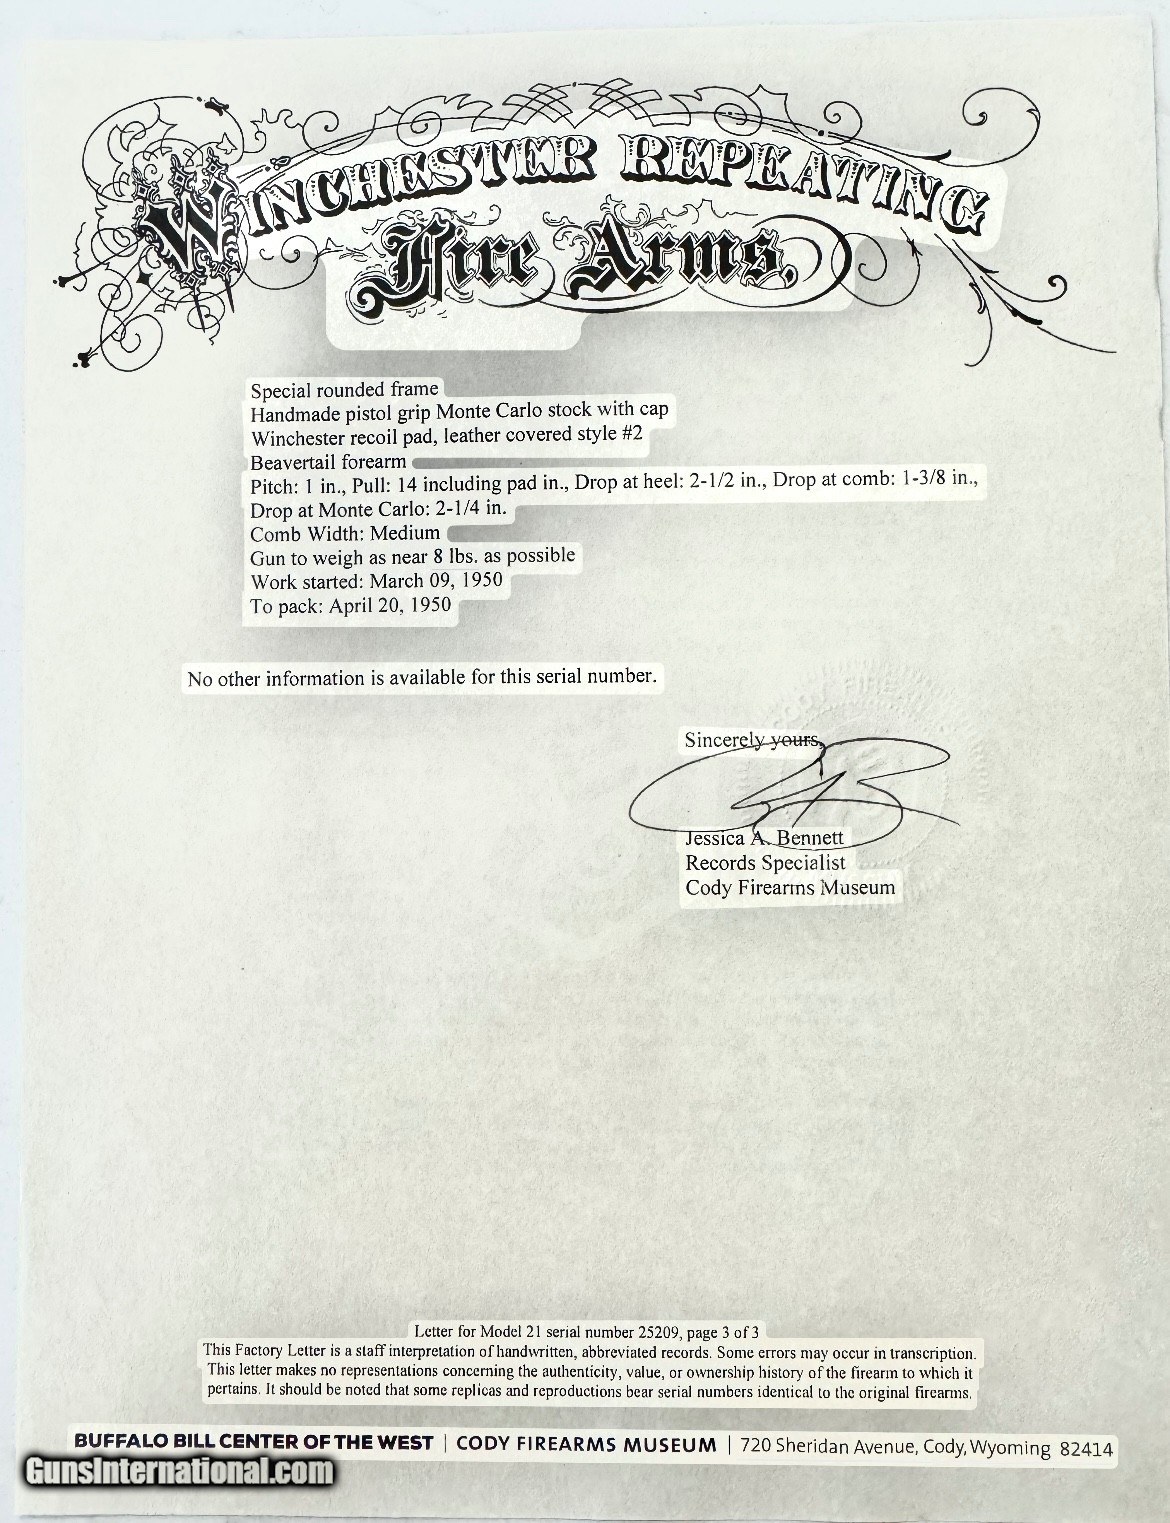 WINCHESTER REPEATING
Fire Arms.
Special rounded frame
Handmade pistol grip Monte Carlo stock with cap
Winchester recoil pad, leather covered style #2
Beavertail forearm
Pitch: 1 in., Pull: 14 including pad in., Drop at heel: 2-1/2 in., Drop at comb: 1-3/8 in.,
Drop at Monte Carlo: 2-1/4 in.
Comb Width: Medium
Gun to weigh as near 8 lbs. as possible
Work started: March 09, 1950
To pack: April 20, 1950
No other information is available for this serial number.
CODY FIREA
Sincerely yours,
Jessica A. Bennett
Records Specialist
Cody Firearms Museum
Letter for Model 21 serial number 25209, page 3 of 3
This Factory Letter is a staff interpretation of handwritten, abbreviated records. Some errors may occur in transcription.
This letter makes no representations concerning the authenticity, value, or ownership history of the firearm to which it
pertains. It should be noted that some replicas and reproductions bear serial numbers identical to the original firearms.
BUFFALO BILL CENTER OF THE WEST | CODY FIREARMS MUSEUM | 720 Sheridan Avenue, Cody, Wyoming 82414
GunsInternational.com